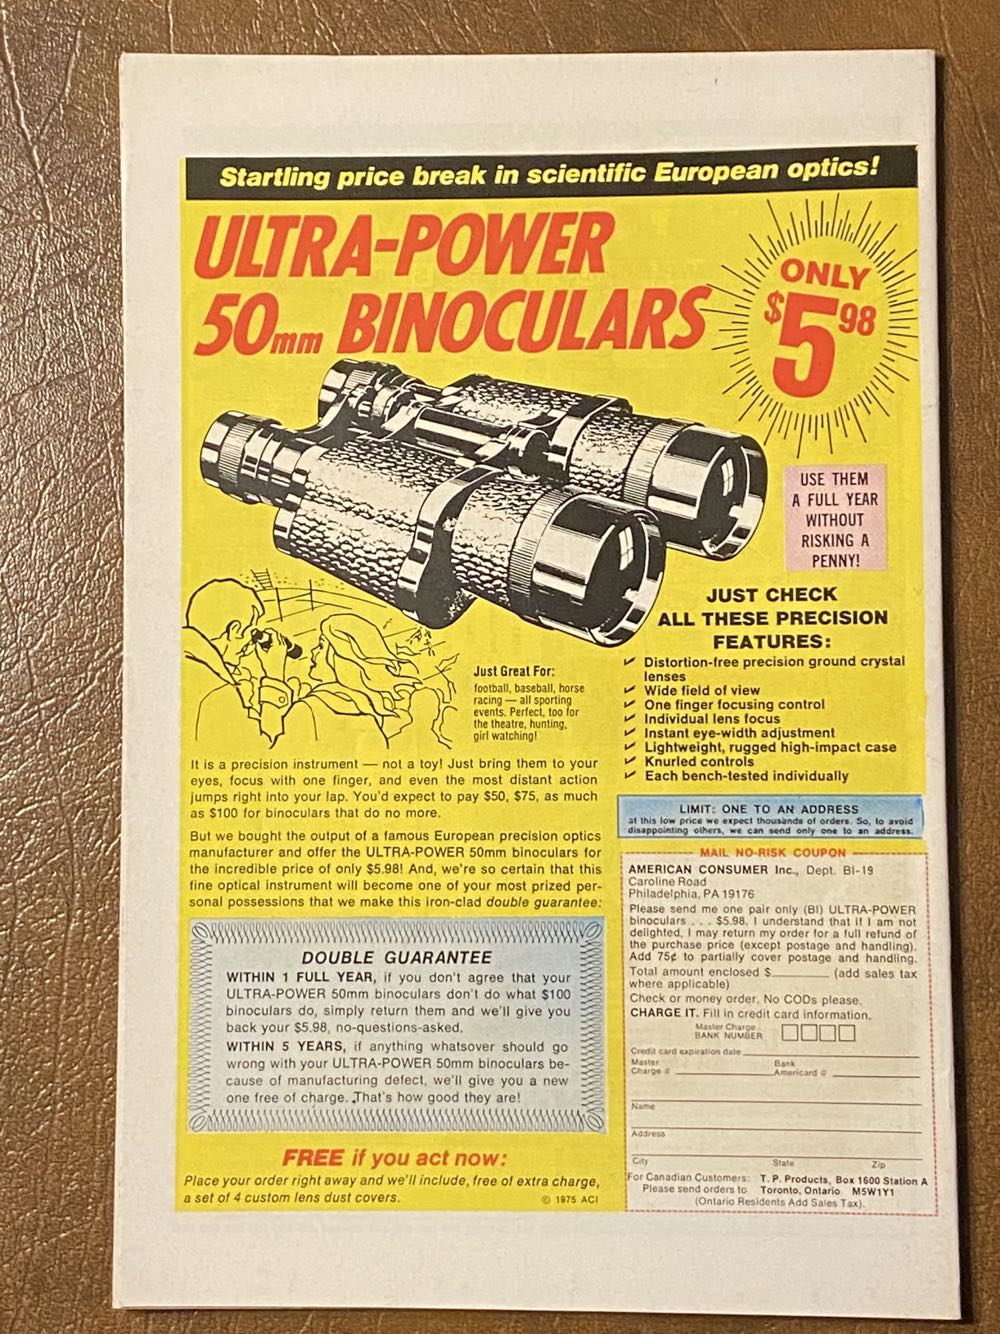 Startling price break in scientific European optics!
ULTRA-POWER
50mm BINOCULARS
ONLY
$5 98
USE THEM
A FULL YEAR
WITHOUT
RISKING A
PENNY!
JUST CHECK
ALL THESE PRECISION
FEATURES:
Distortion-free precision ground crystal
lenses
Wide field of view
One finger focusing control
Individual lens focus
Instant eye-width adjustment
Lightweight, rugged high-impact case
Knurled controls
Each bench-tested individually
Just Great For:
football, baseball, horse
racing — all sporting
events. Perfect, too for
the theatre, hunting,
girl watching!
It is a precision instrument — not a toy! Just bring them to your
eyes, focus with one finger, and even the most distant action
jumps right into your lap. You'd expect to pay $50, $75, as much
as $100 for binoculars that do no more.
But we bought the output of a famous European precision optics
manufacturer and offer the ULTRA-POWER 50mm binoculars for
the incredible price of only $5.98! And, we're so certain that this
fine optical instrument will become one of your most prized per-
sonal possessions that we make this iron-clad double guarantee:
DOUBLE GUARANTEE
WITHIN 1 FULL YEAR, if you don't agree that your
ULTRA-POWER 50mm binoculars don't do what $100
binoculars do, simply return them and we'll give you
back your $5.98, no-questions-asked.
WITHIN 5 YEARS, if anything whatsover should go
wrong with your ULTRA-POWER 50mm binoculars be-
cause of manufacturing defect, we'll give you a new
one free of charge. That's how good they are!
FREE if you act now:
Place your order right away and we'll include, free of extra charge,
a set of 4 custom lens dust covers.
© 1975 ACI
LIMIT: ONE TO AN ADDRESS
at this low price we expect thousands of orders. So, to avoid
disappointing others, we can send only one to an address.
MAIL NO-RISK COUPON
AMERICAN CONSUMER Inc., Dept. BI-19
Caroline Road
Philadelphia, PA 19176
Please send me one pair only (BI) ULTRA-POWER
binoculars . . . $5.98. I understand that if I am not
delighted, I may return my order for a full refund of
the purchase price (except postage and handling).
Add 75¢ to partially cover postage and handling.
Total amount enclosed $________ (add sales tax
where applicable)
Check or money order. No CODs please.
CHARGE IT. Fill in credit card information.
Master Charge
BANK NUMBER
Credit card expiration date
Master
Charge #
Bank
Americard #
Name
Address
City State Zip
For Canadian Customers: T. P. Products, Box 1600 Station A
Please send orders to Toronto, Ontario M5W1Y1
(Ontario Residents Add Sales Tax).